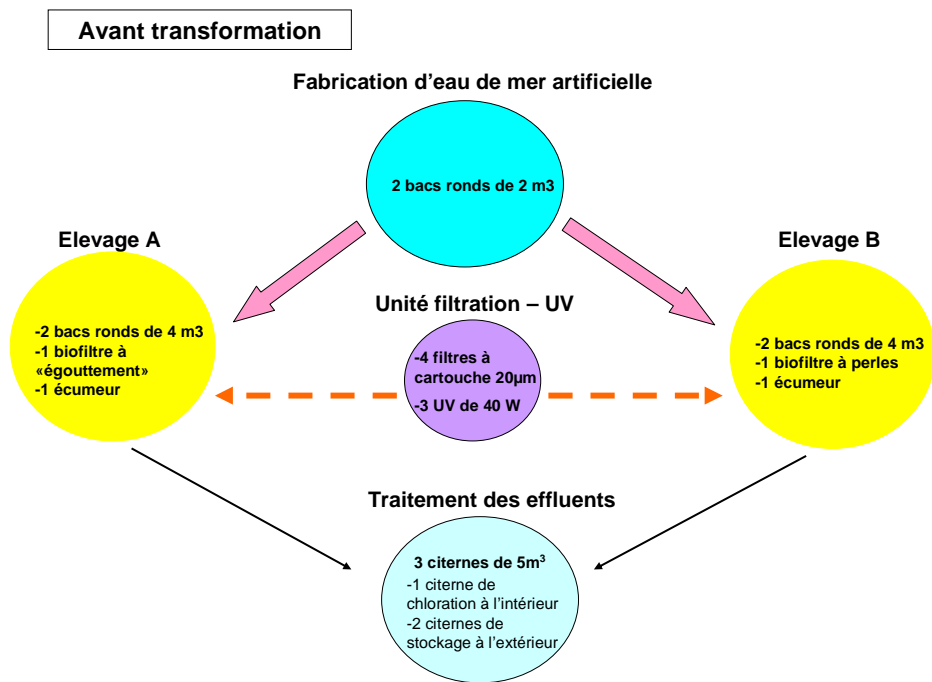 Avant transformation
Fabrication d'eau de mer artificielle
2 bacs ronds de 2 m3
Elevage A
-2 bacs ronds de 4 m3
-1 biofiltre à
«égouttement»
-1 écumeur
Unité filtration – UV
-4 filtres à
cartouche 20µm
-3 UV de 40 W
Elevage B
-2 bacs ronds de 4 m3
-1 biofiltre à perles
-1 écumeur
Traitement des effluents
3 citernes de 5m³
-1 citerne de
chloration à l'intérieur
-2 citernes de
stockage à l'extérieur